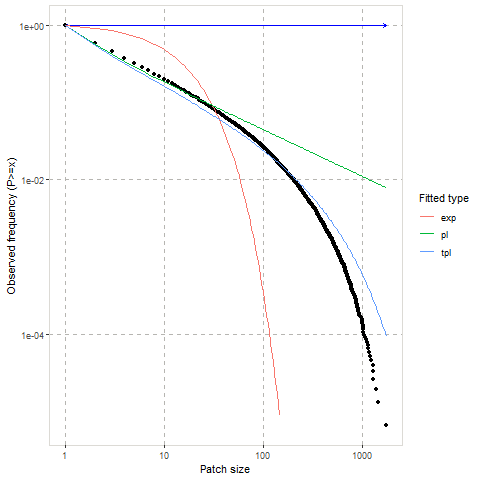 1e+00
1e-02
1e-04
Observed frequency (P>=x)
1 10 100 1000
Patch size
Fitted type
exp
pl
tpl